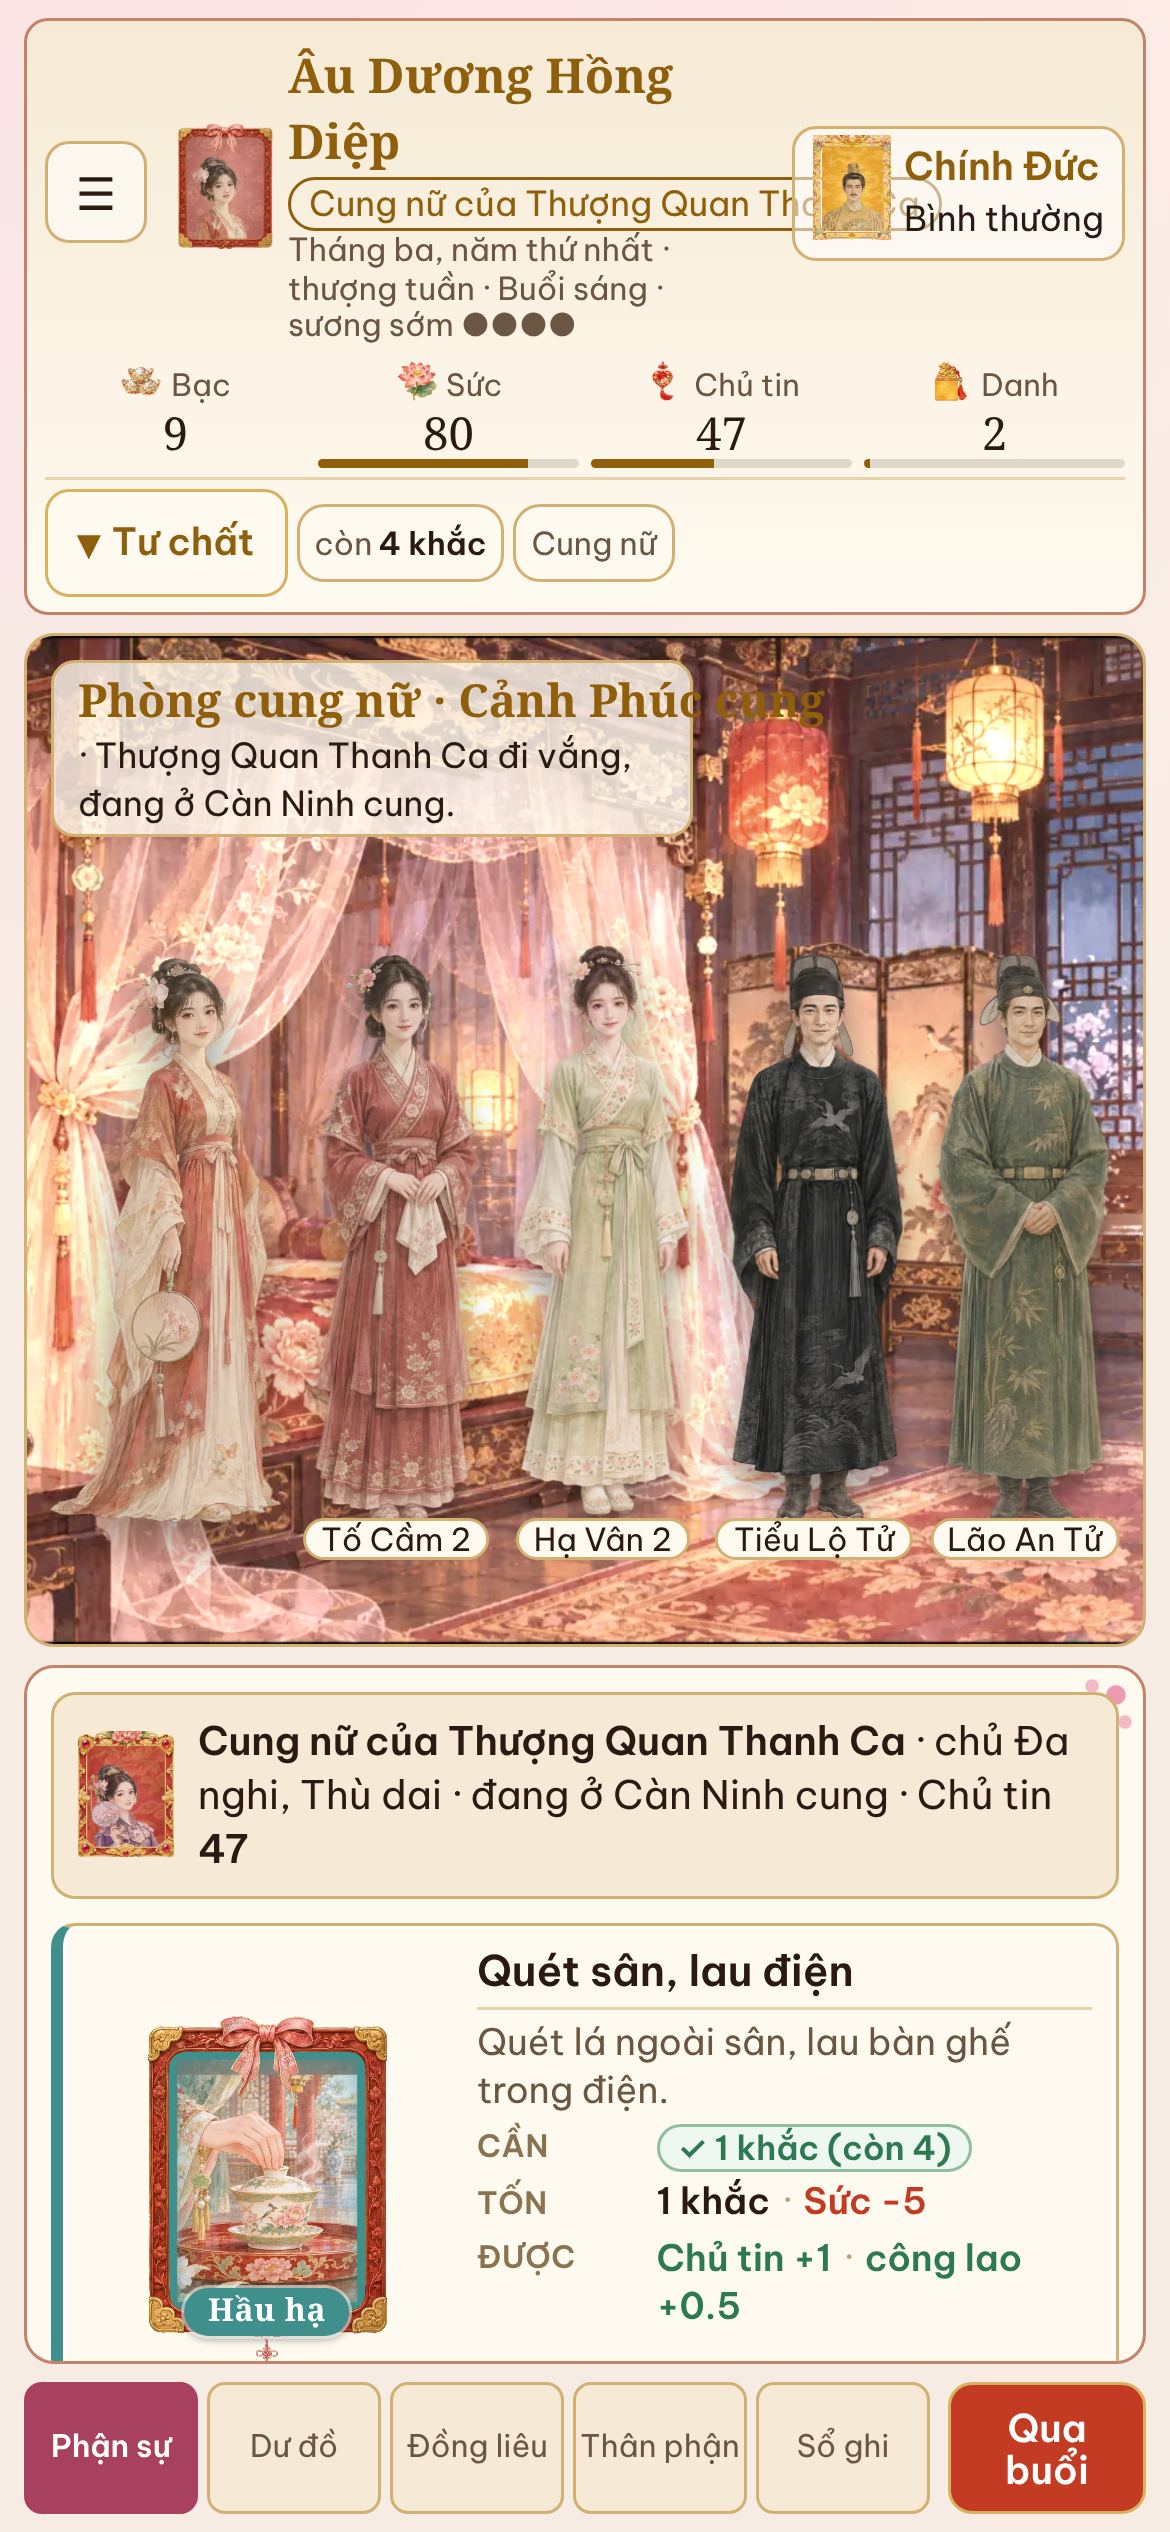 Âu Dương Hồng
Diệp
Cung nữ của Thượng Quan
Tháng ba, năm thứ nhất ·
thượng tuần · Buổi sáng ·
sương sớm ●●●●
Chính Đức
Bình thường
☰
Bạc
9
Sức
80
Chủ tin
47
Danh
2
▼ Tư chất
còn 4 khắc
Cung nữ
Phòng cung nữ · Cảnh Phúc cung
· Thượng Quan Thanh Ca đi vắng,
đang ở Càn Ninh cung.
Tố Cầm 2
Hạ Vân 2
Tiểu Lộ Tử
Lão An Tử
Cung nữ của Thượng Quan Thanh Ca · chủ Đa
nghi, Thù dai · đang ở Càn Ninh cung · Chủ tin
47
Quét sân, lau điện
Quét lá ngoài sân, lau bàn ghế
trong điện.
CẦN ✓ 1 khắc (còn 4)
TỐN 1 khắc · Sức -5
ĐƯỢC Chủ tin +1 · công lao
+0.5
Hầu hạ
Phận sự
Dư đồ
Đồng liêu
Thân phận
Sổ ghi
Qua
buổi